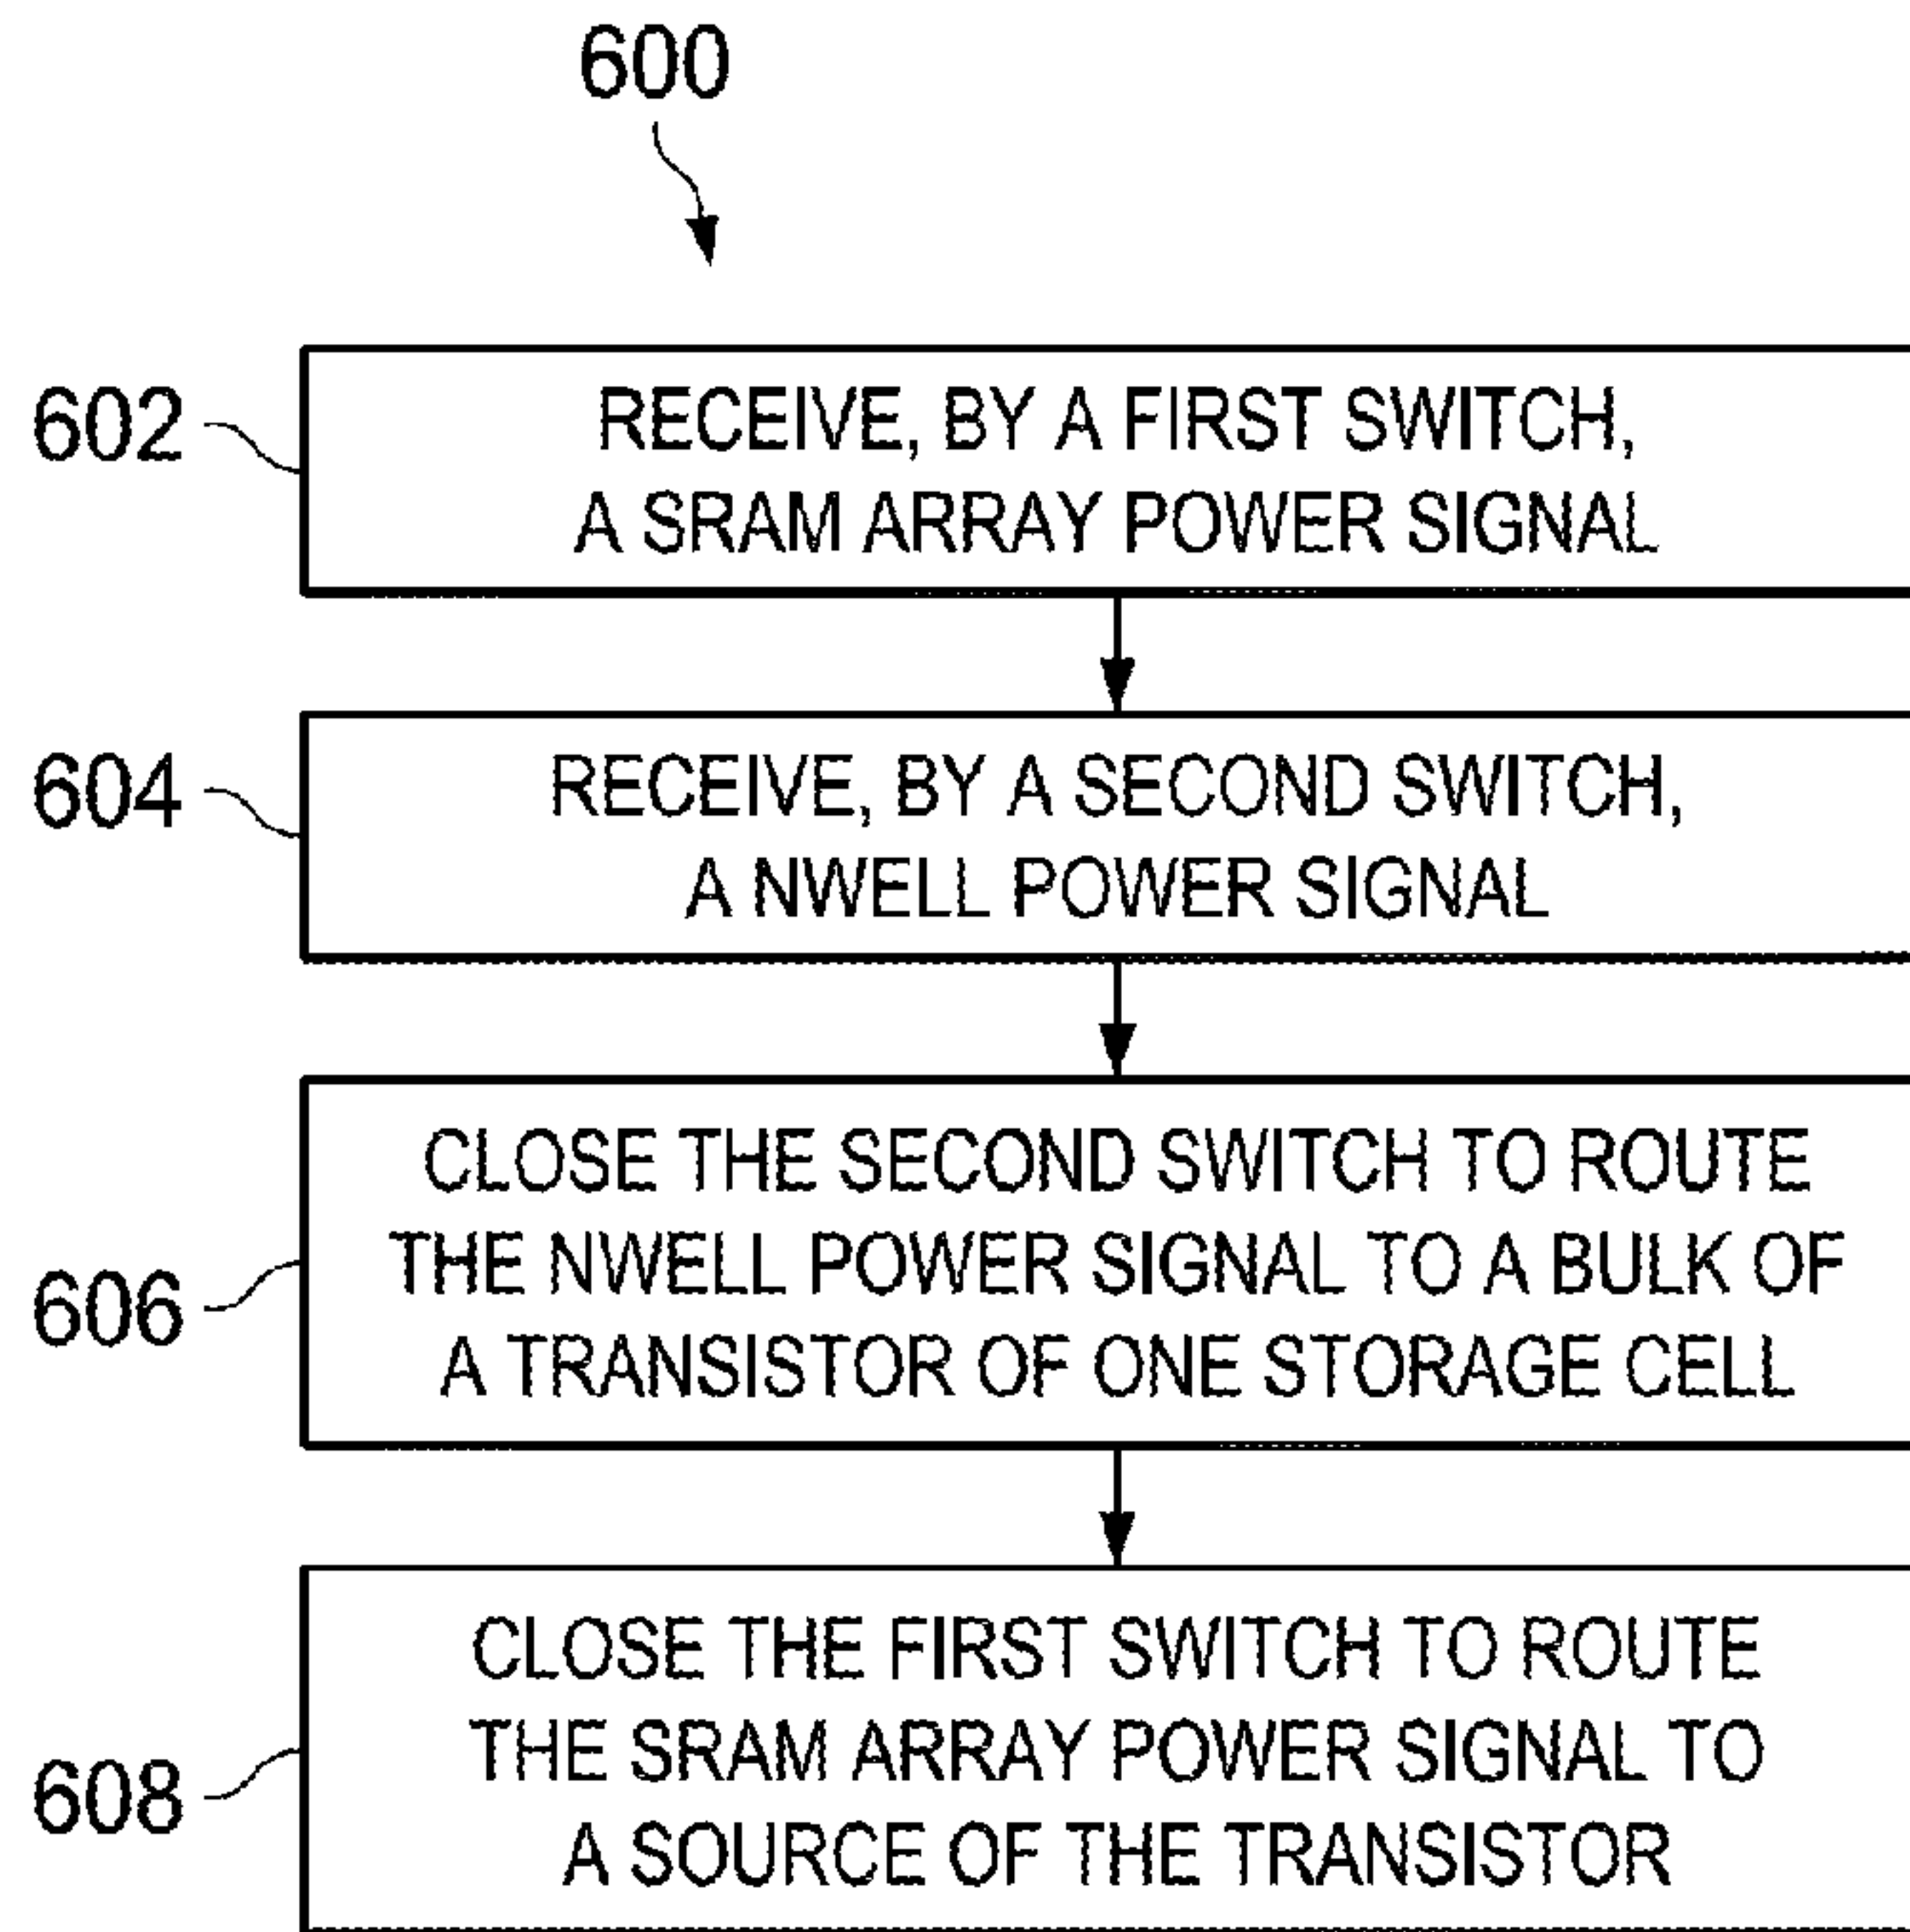 600
602
RECEIVE, BY A FIRST SWITCH,
A SRAM ARRAY POWER SIGNAL
604
RECEIVE, BY A SECOND SWITCH,
A NWELL POWER SIGNAL
606
CLOSE THE SECOND SWITCH TO ROUTE
THE NWELL POWER SIGNAL TO A BULK OF
A TRANSISTOR OF ONE STORAGE CELL
608
CLOSE THE FIRST SWITCH TO ROUTE
THE SRAM ARRAY POWER SIGNAL TO
A SOURCE OF THE TRANSISTOR